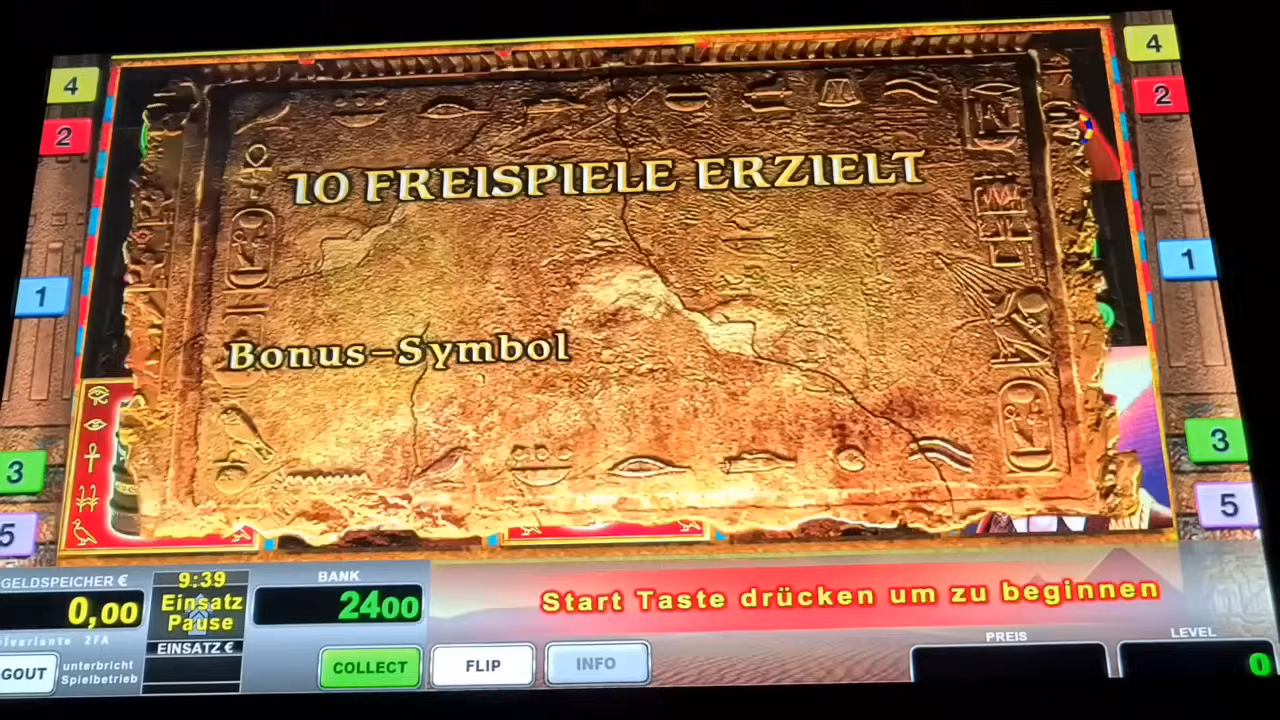 4
4
2
2
10 FREISPIELE ERZIELT
1
1
Bonus-Symbol
3
3
5
5
GELDSPEICHER €
0,00
9:39
Einsatz
Pause
EINSATZ €
BANK
2400
Start Taste drücken um zu beginnen
2FA
GOUT
unterbricht
Spielbetrieb
COLLECT
FLIP
INFO
PREIS
LEVEL
0